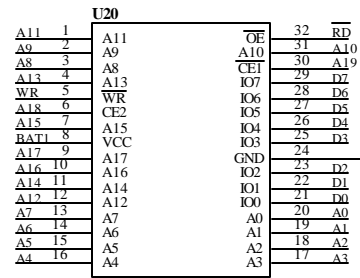 U20
A11 1 A11 OE 32 RD
A9 2 A9 A10 31 A10
A8 3 A8 CE1 30 A19
A13 4 A13 IO7 29 D7
WR 5 WR IO6 28 D6
A18 6 CE2 IO5 27 D5
A15 7 A15 IO4 26 D4
BAT1 8 VCC IO3 25 D3
A17 9 A17 GND 24
A16 10 A16 IO2 23 D2
A14 11 A14 IO1 22 D1
A12 12 A12 IO0 21 D0
A7 13 A7 A0 20 A0
A6 14 A6 A1 19 A1
A5 15 A5 A2 18 A2
A4 16 A4 A3 17 A3